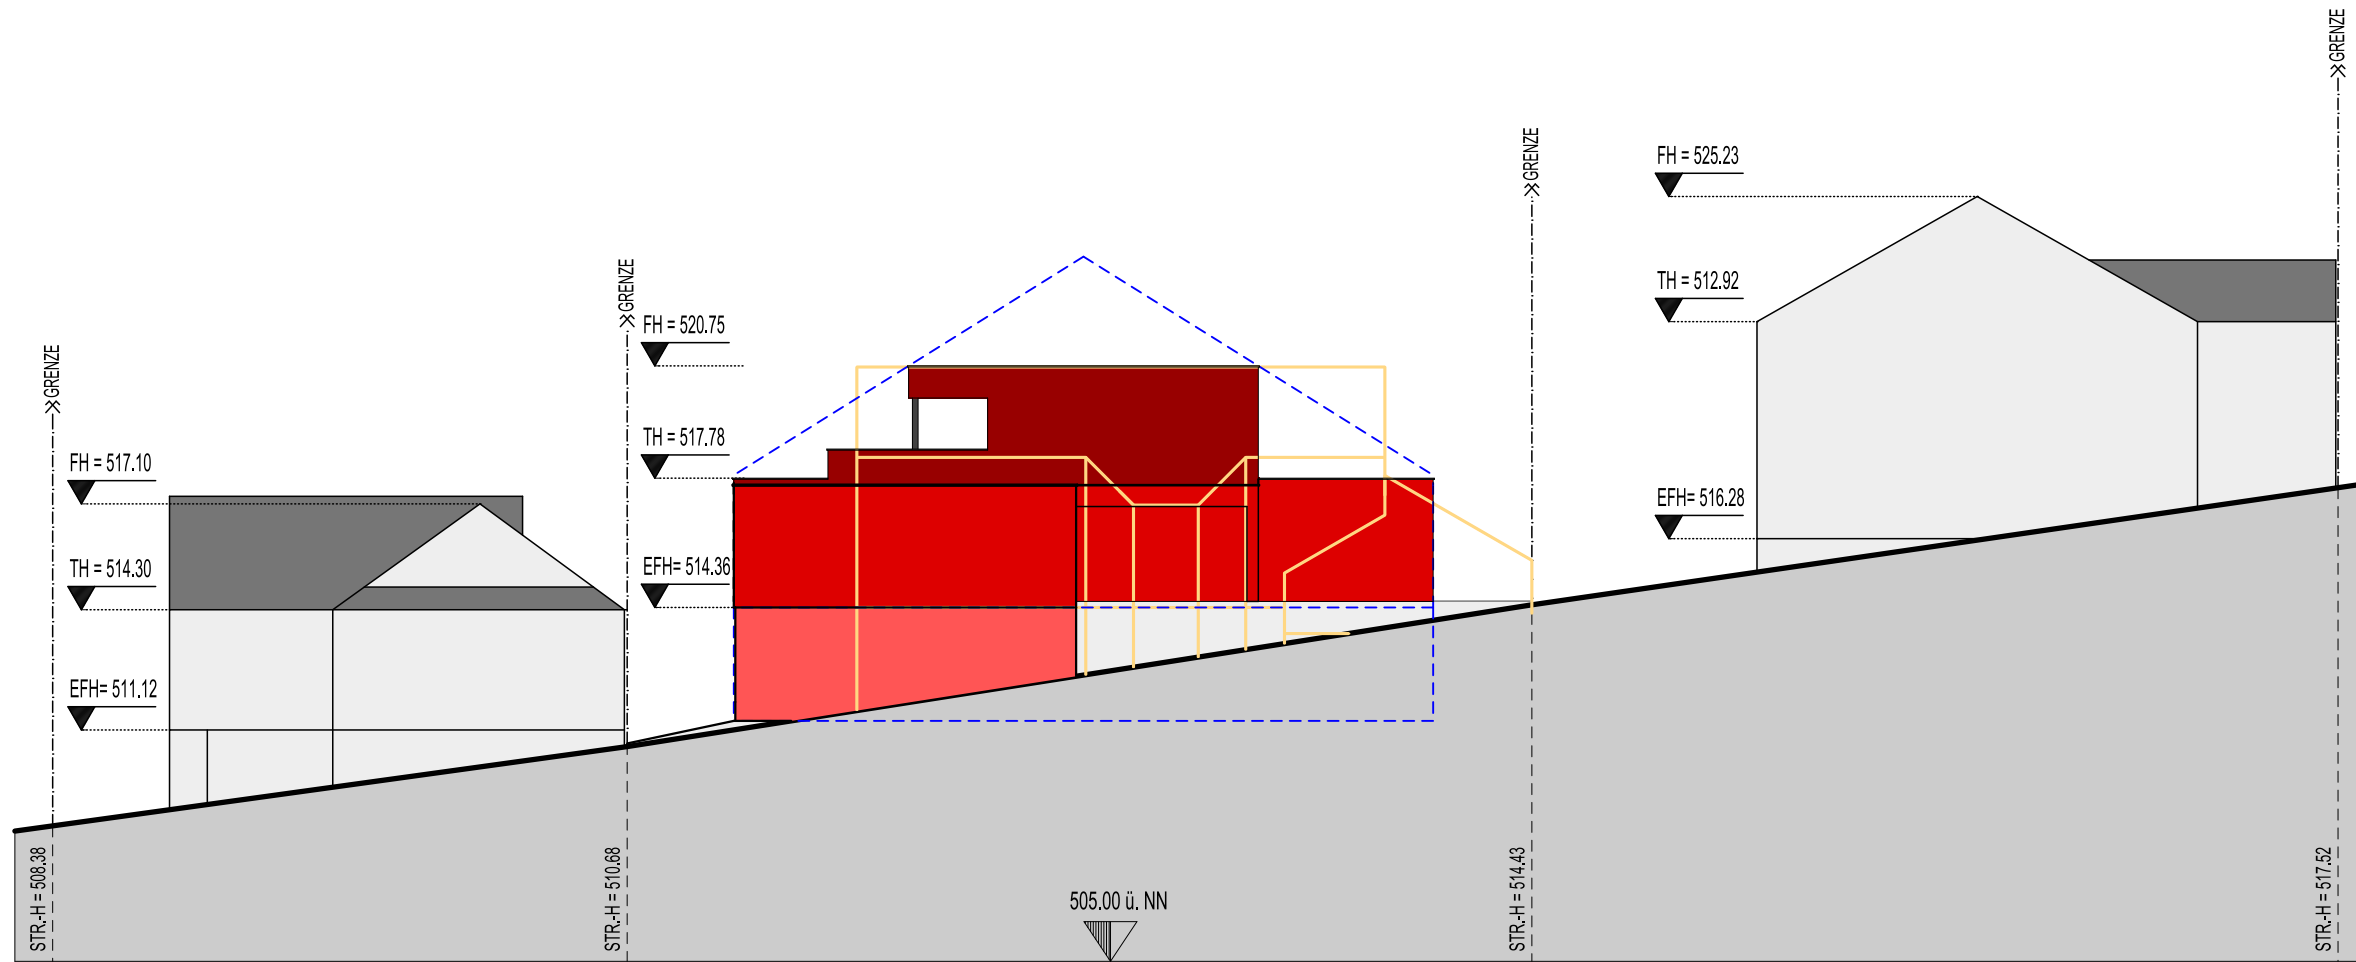 GRENZE
FH = 517.10
TH = 514.30
EFH= 511.12
STR.-H = 508.38
GRENZE
FH = 520.75
TH = 517.78
EFH= 514.36
STR.-H = 510.68
505.00 ü. NN
GRENZE
STR.-H = 514.43
FH = 525.23
TH = 512.92
EFH= 516.28
GRENZE
STR.-H = 517.52